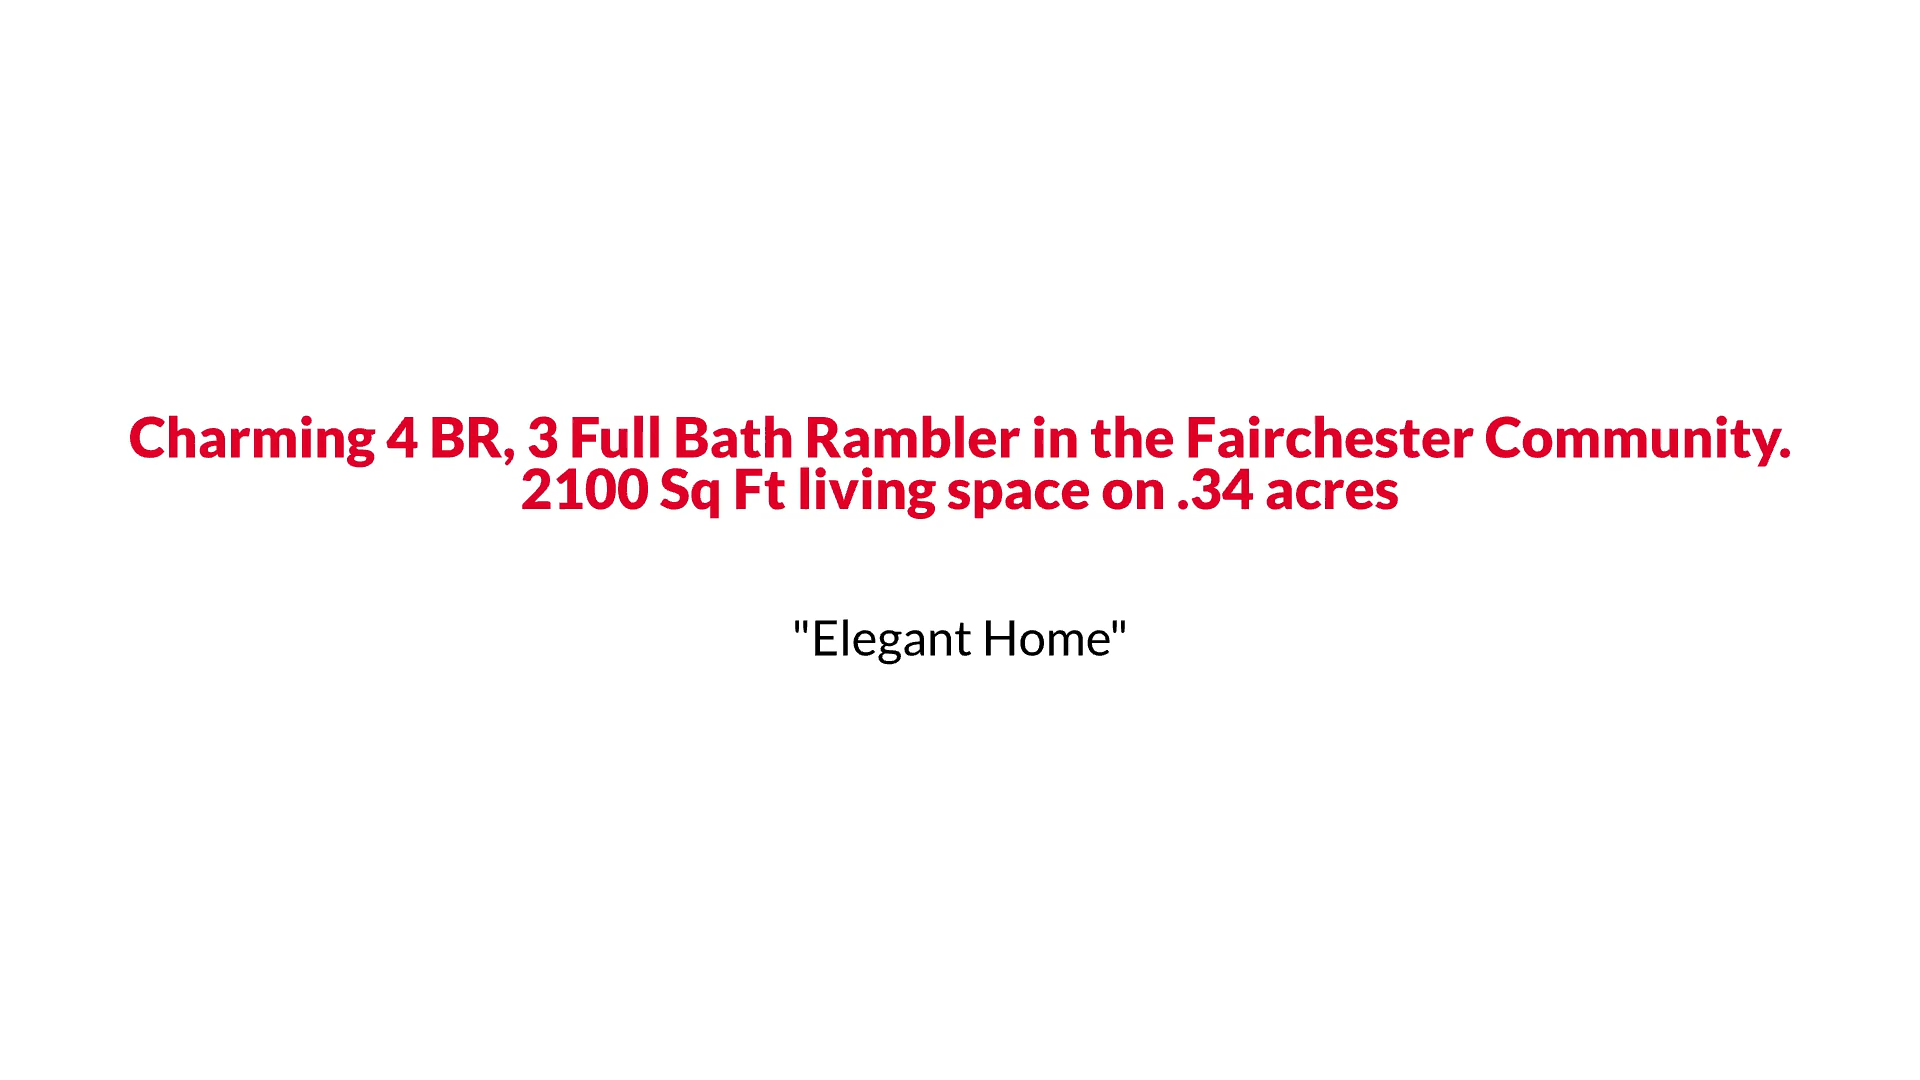 Charming 4 BR, 3 Full Bath Rambler in the Fairchester Community.
2100 Sq Ft living space on .34 acres
"Elegant Home"